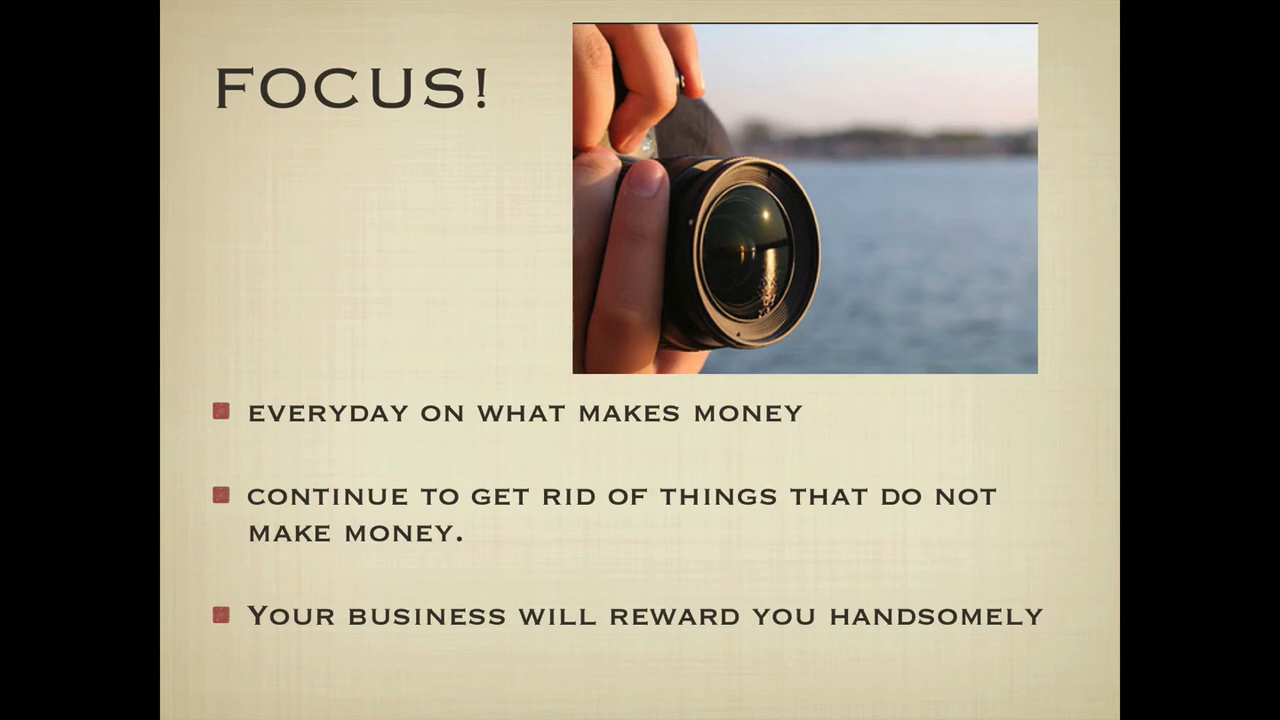 FOCUS!
EVERYDAY ON WHAT MAKES MONEY
CONTINUE TO GET RID OF THINGS THAT DO NOT
MAKE MONEY.
YOUR BUSINESS WILL REWARD YOU HANDSOMELY